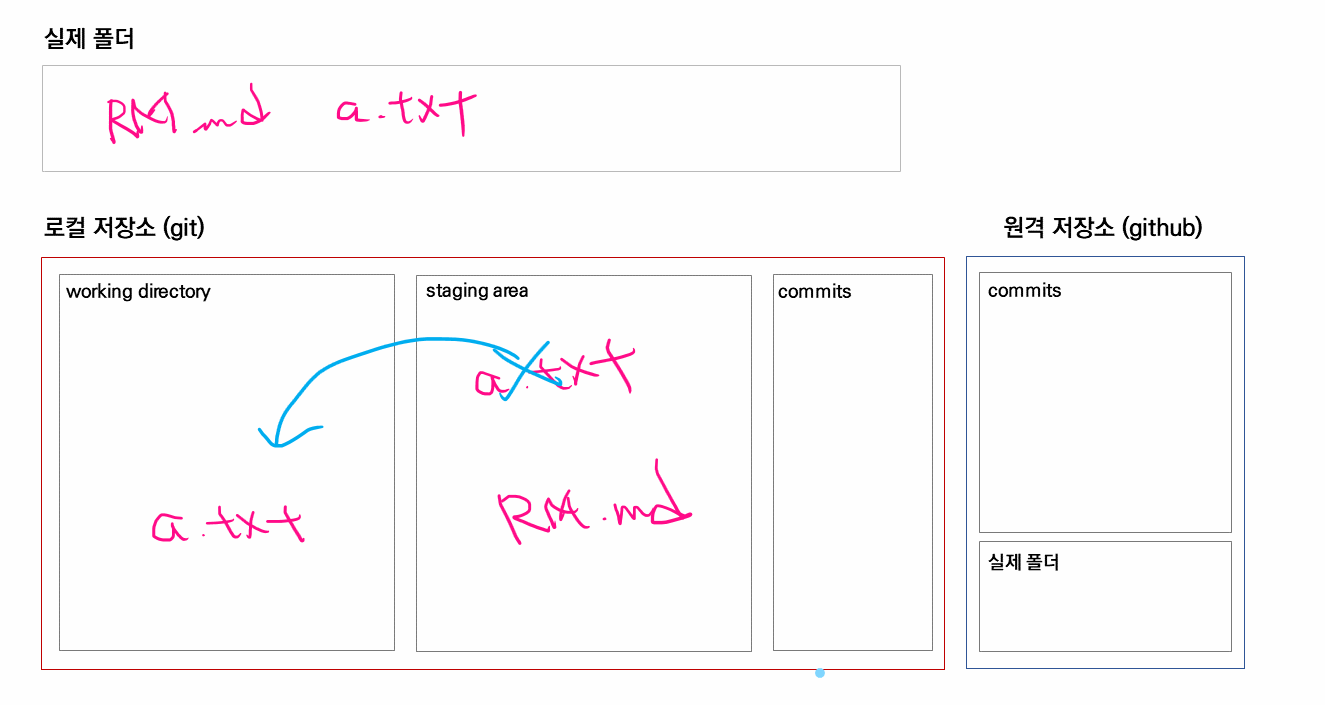 실제 폴더
RM.md a.txt
로컬 저장소 (git)
working directory
a.txt
staging area
a.txt
RM.md
commits
원격 저장소 (github)
commits
실제 폴더